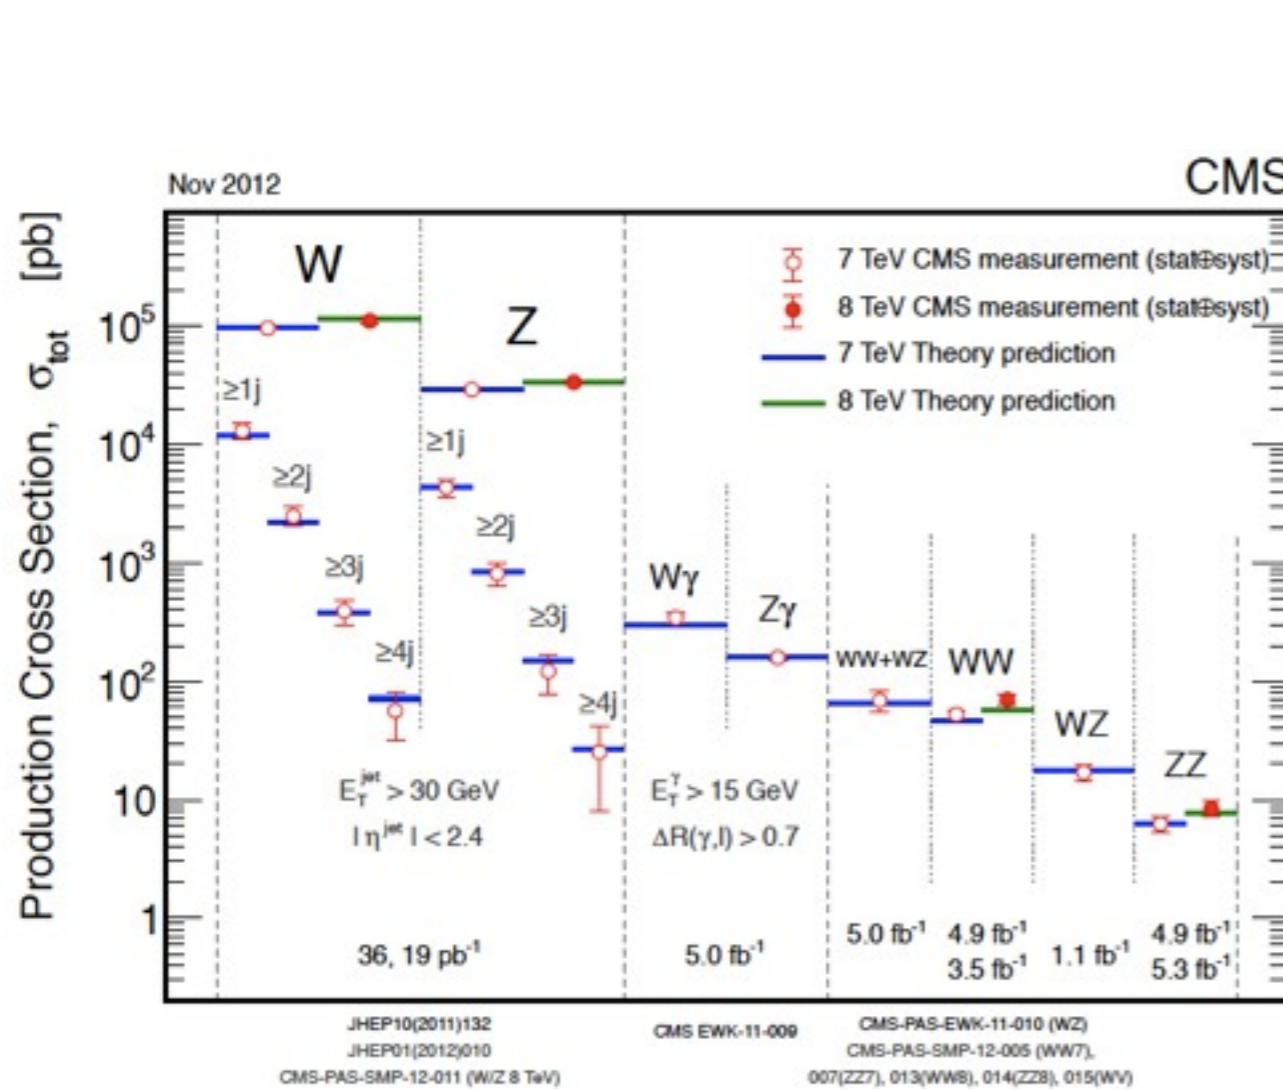 Nov 2012
CMS
Production Cross Section, σtot [pb]
10⁵
10⁴
10³
10²
10
1
W
≥1j
≥2j
≥3j
≥4j
Z
≥1j
≥2j
≥3j
≥4j
7 TeV CMS measurement (stat⊕syst)
8 TeV CMS measurement (stat⊕syst)
7 TeV Theory prediction
8 TeV Theory prediction
Wγ
Zγ
WW+WZ
WW
WZ
ZZ
E_T^jet > 30 GeV
| η^jet | < 2.4
E_T^γ > 15 GeV
ΔR(γ,l) > 0.7
36, 19 pb⁻¹
5.0 fb⁻¹
5.0 fb⁻¹
4.9 fb⁻¹
3.5 fb⁻¹
1.1 fb⁻¹
4.9 fb⁻¹
5.3 fb⁻¹
JHEP10(2011)132
JHEP01(2012)010
CMS-PAS-SMP-12-011 (W/Z 8 TeV)
CMS EWK-11-009
CMS-PAS-EWK-11-010 (WZ)
CMS-PAS-SMP-12-005 (WW7),
007(ZZ7), 013(WW8), 014(ZZ8), 015(WV)